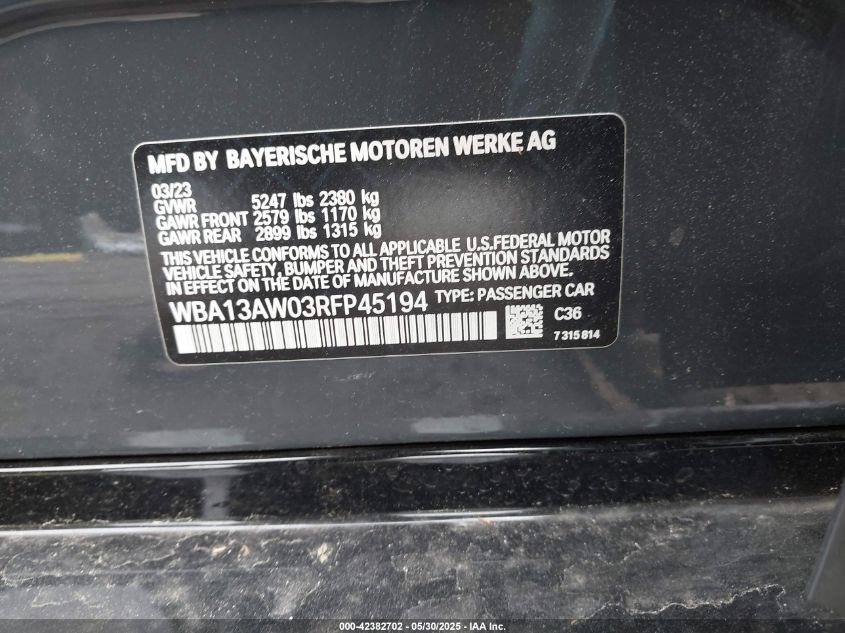 MFD BY BAYERISCHE MOTOREN WERKE AG
03/23
GVWR 5247 lbs 2380 kg
GAWR FRONT 2579 lbs 1170 kg
GAWR REAR 2899 lbs 1315 kg
THIS VEHICLE CONFORMS TO ALL APPLICABLE U.S.FEDERAL MOTOR
VEHICLE SAFETY, BUMPER AND THEFT PREVENTION STANDARDS
IN EFFECT ON THE DATE OF MANUFACTURE SHOWN ABOVE.
WBA13AW03RFP45194 TYPE: PASSENGER CAR
C36
7 315 814
000-42382702 - 05/30/2025 - IAA Inc.